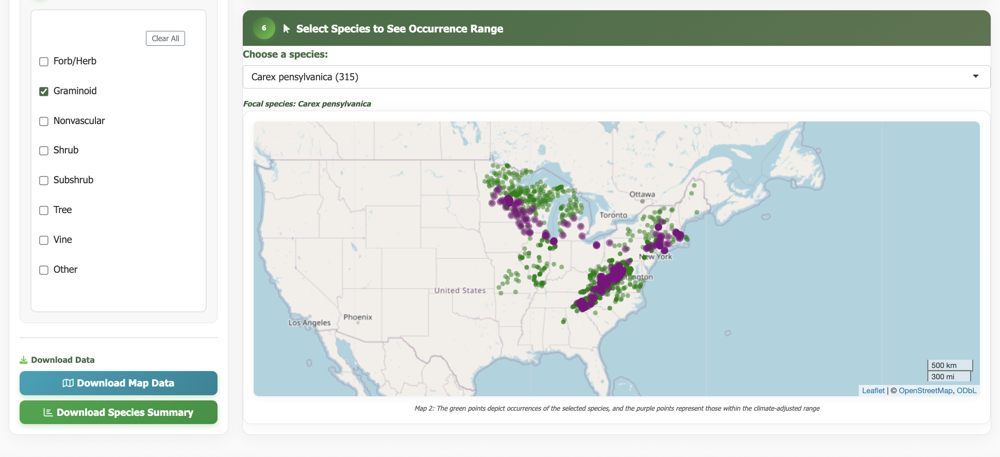 Clear All
Forb/Herb
Graminoid
Nonvascular
Shrub
Subshrub
Tree
Vine
Other
Download Data
Download Map Data
Download Species Summary
6 Select Species to See Occurrence Range
Choose a species:
Carex pensylvanica (315)
Focal species: Carex pensylvanica
Ottawa
Toronto
New York
hington
United States
Phoenix
Los Angeles
500 km
300 mi
Leaflet | © OpenStreetMap, ODbL
Map 2: The green points depict occurrences of the selected species, and the purple points represent those within the climate-adjusted range